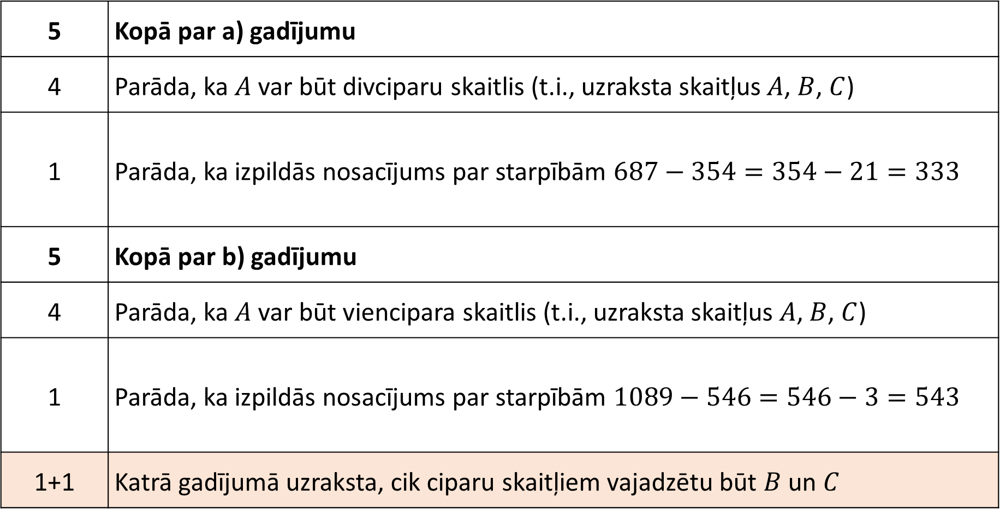 5 Kopā par a) gadījumu
4 Parāda, ka A var būt divciparu skaitlis (t.i., uzraksta skaitļus A, B, C)
1 Parāda, ka izpildās nosacījums par starpībām 687 − 354 = 354 − 21 = 333
5 Kopā par b) gadījumu
4 Parāda, ka A var būt viencipara skaitlis (t.i., uzraksta skaitļus A, B, C)
1 Parāda, ka izpildās nosacījums par starpībām 1089 − 546 = 546 − 3 = 543
1+1 Katrā gadījumā uzraksta, cik ciparu skaitļiem vajadzētu būt B un C